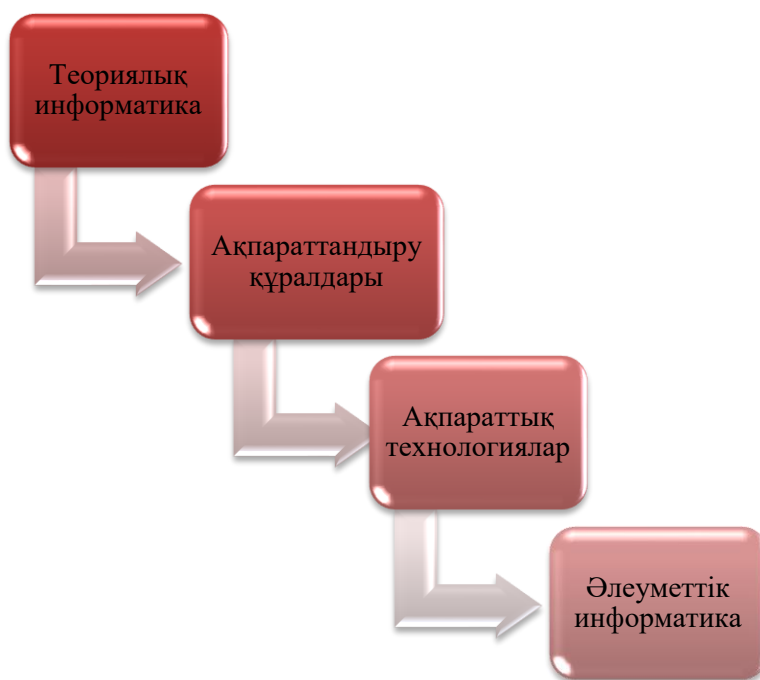 Теориялық
информатика
Ақпараттандыру
құралдары
Ақпараттық
технологиялар
Әлеуметтік
информатика